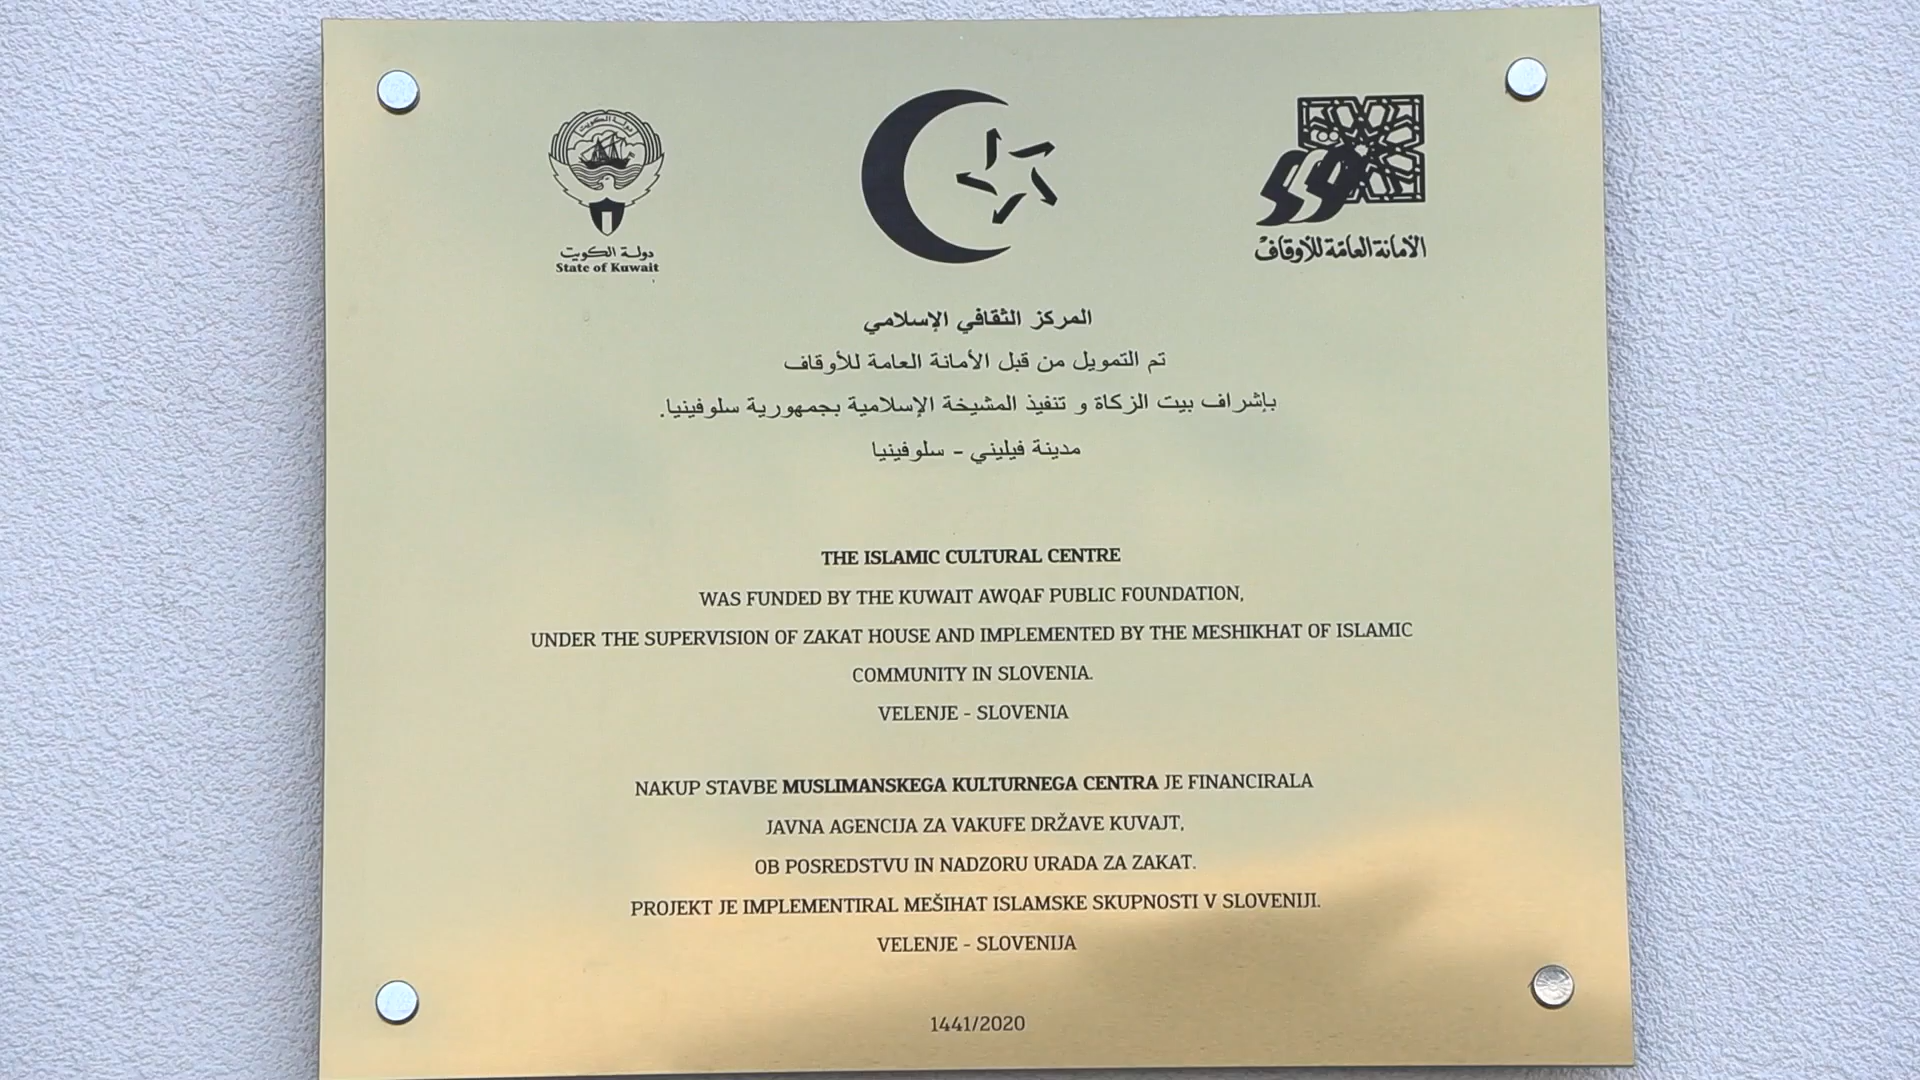 دولة الكويت
دولة الكويت
State of Kuwait
الأمانة العامة للأوقاف
المركز الثقافي الإسلامي
تم التمويل من قبل الأمانة العامة للأوقاف
بإشراف بيت الزكاة و تنفيذ المشيخة الإسلامية بجمهورية سلوفينيا.
مدينة فيليني - سلوفينيا
THE ISLAMIC CULTURAL CENTRE
WAS FUNDED BY THE KUWAIT AWQAF PUBLIC FOUNDATION,
UNDER THE SUPERVISION OF ZAKAT HOUSE AND IMPLEMENTED BY THE MESHIKHAT OF ISLAMIC
COMMUNITY IN SLOVENIA.
VELENJE - SLOVENIA
NAKUP STAVBE MUSLIMANSKEGA KULTURNEGA CENTRA JE FINANCIRALA
JAVNA AGENCIJA ZA VAKUFE DRŽAVE KUVAJT,
OB POSREDSTVU IN NADZORU URADA ZA ZAKAT.
PROJEKT JE IMPLEMENTIRAL MEŠIHAT ISLAMSKE SKUPNOSTI V SLOVENIJI.
VELENJE - SLOVENIJA
1441/2020